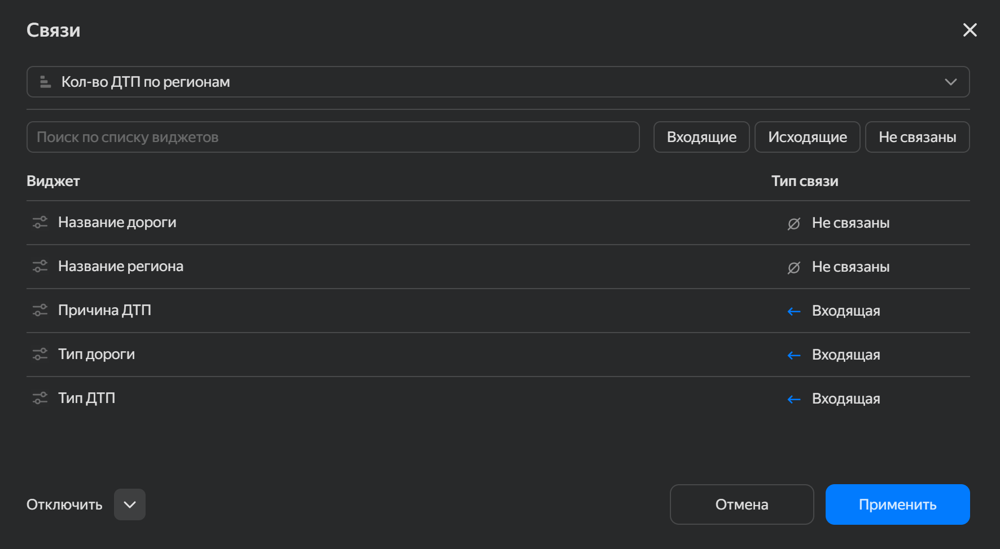 Связи
Кол-во ДТП по регионам
Поиск по списку виджетов
Входящие
Исходящие
Не связаны
Виджет
Тип связи
Название дороги
Не связаны
Название региона
Не связаны
Причина ДТП
Входящая
Тип дороги
Входящая
Тип ДТП
Входящая
Отключить
Отмена
Применить